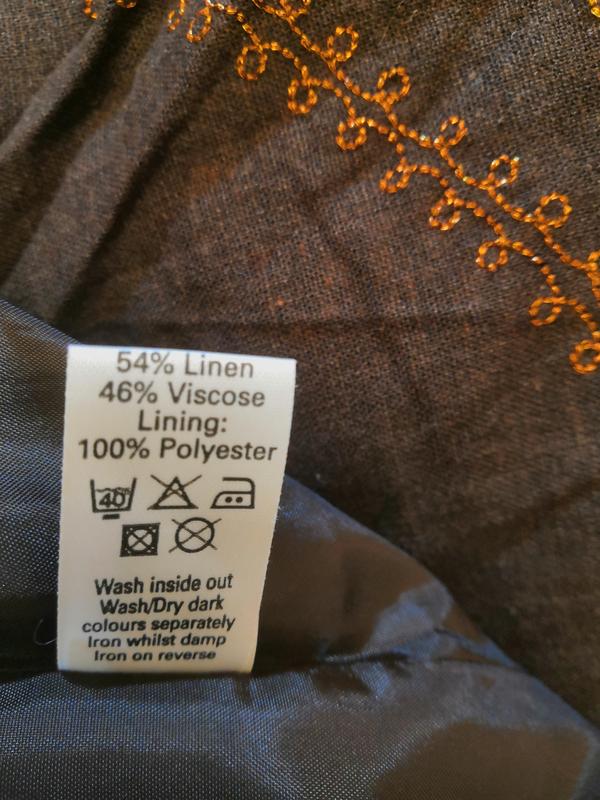 54% Linen
46% Viscose
Lining:
100% Polyester
40
Wash inside out
Wash/Dry dark
colours separately
Iron whilst damp
Iron on reverse